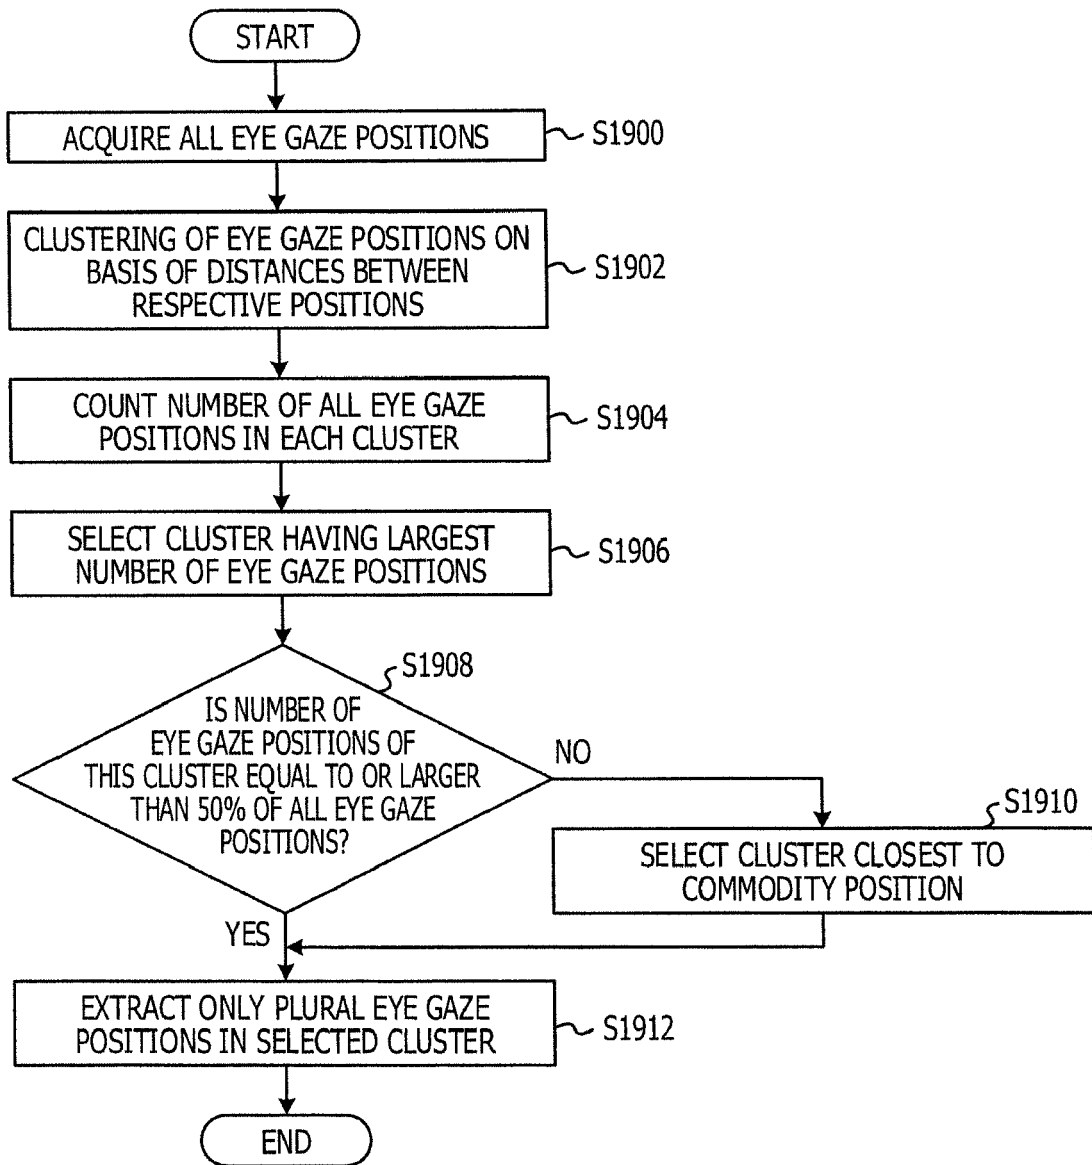 START
ACQUIRE ALL EYE GAZE POSITIONS
S1900
CLUSTERING OF EYE GAZE POSITIONS ON
BASIS OF DISTANCES BETWEEN
RESPECTIVE POSITIONS
S1902
COUNT NUMBER OF ALL EYE GAZE
POSITIONS IN EACH CLUSTER
S1904
SELECT CLUSTER HAVING LARGEST
NUMBER OF EYE GAZE POSITIONS
S1906
S1908
IS NUMBER OF
EYE GAZE POSITIONS OF
THIS CLUSTER EQUAL TO OR LARGER
THAN 50% OF ALL EYE GAZE
POSITIONS?
NO
S1910
SELECT CLUSTER CLOSEST TO
COMMODITY POSITION
YES
EXTRACT ONLY PLURAL EYE GAZE
POSITIONS IN SELECTED CLUSTER
S1912
END